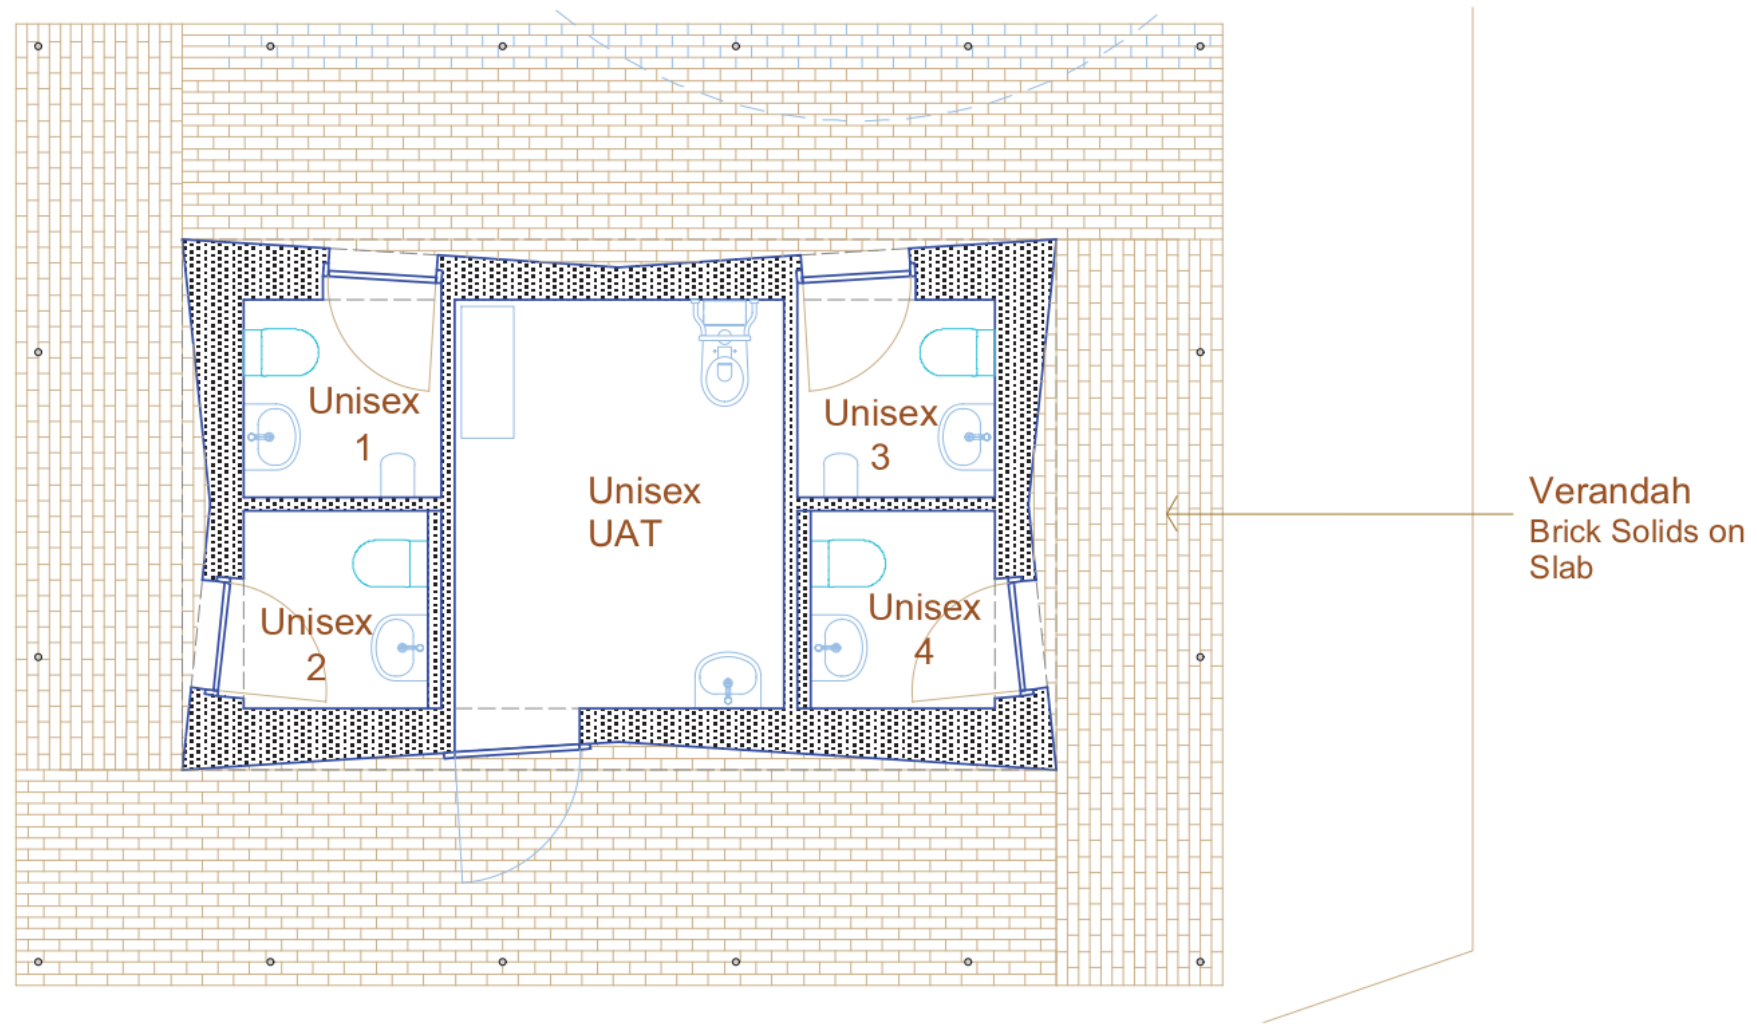 Unisex
1
Unisex
3
Unisex
UAT
Verandah
Brick Solids on
Slab
Unisex
2
Unisex
4